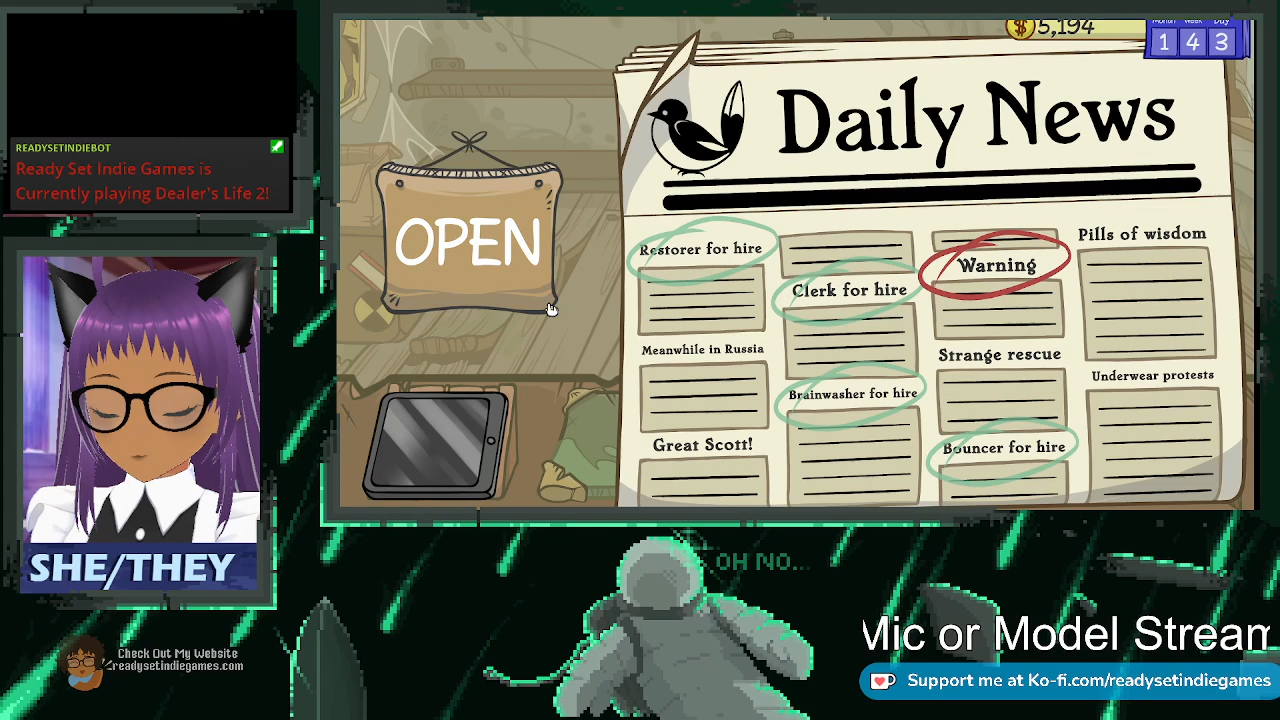 READYSETINDIEBOT
Ready Set Indie Games is
Currently playing Dealer's Life 2!
SHE/THEY
Check Out My Website
readysetindiegames.com
OPEN
5,194
Month Week Day
1 4 3
Daily News
Restorer for hire
Meanwhile in Russia
Great Scott!
Clerk for hire
Brainwasher for hire
Warning
Strange rescue
Bouncer for hire
Pills of wisdom
Underwear protests
OH NO...
Mic or Model Stream
Support me at Ko-fi.com/readysetindiegames